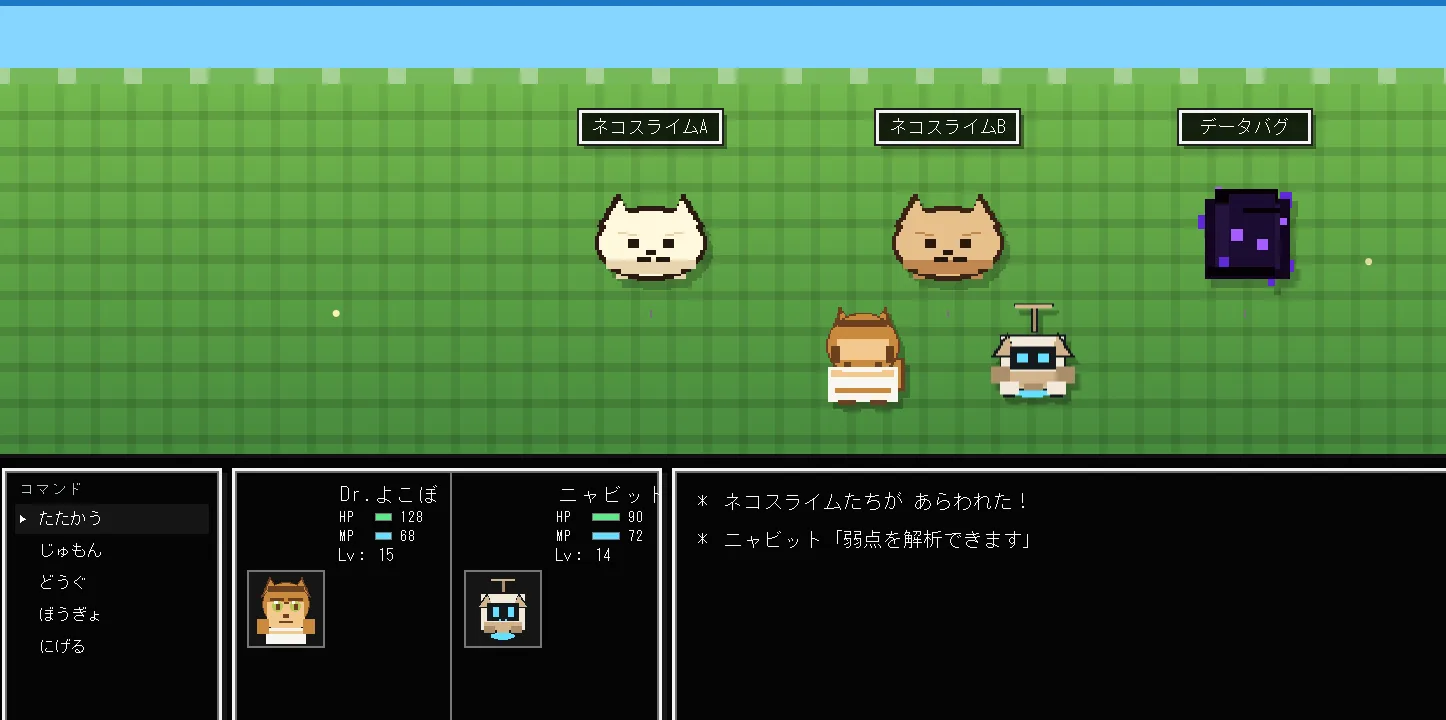 ネコスライムA
ネコスライムB
データバグ
コマンド
▶ たたかう
じゅもん
どうぐ
ぼうぎょ
にげる
Dr.よこぼ
HP 128
MP 68
Lv: 15
ニャビット
HP 90
MP 72
Lv: 14
* ネコスライムたちが あらわれた!
* ニャビット「弱点を解析できます」